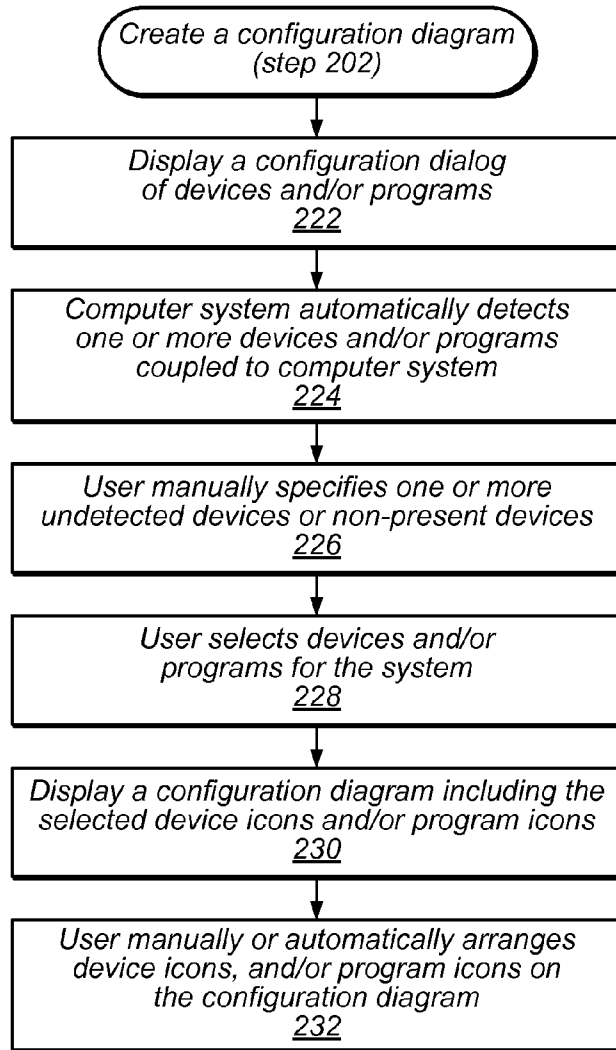 Create a configuration diagram
(step 202)
Display a configuration dialog
of devices and/or programs
222
Computer system automatically detects
one or more devices and/or programs
coupled to computer system
224
User manually specifies one or more
undetected devices or non-present devices
226
User selects devices and/or
programs for the system
228
Display a configuration diagram including the
selected device icons and/or program icons
230
User manually or automatically arranges
device icons, and/or program icons on
the configuration diagram
232